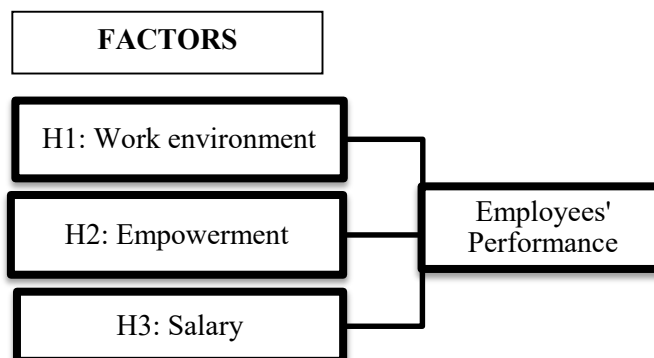 FACTORS
H1: Work environment
H2: Empowerment
H3: Salary
Employees'
Performance